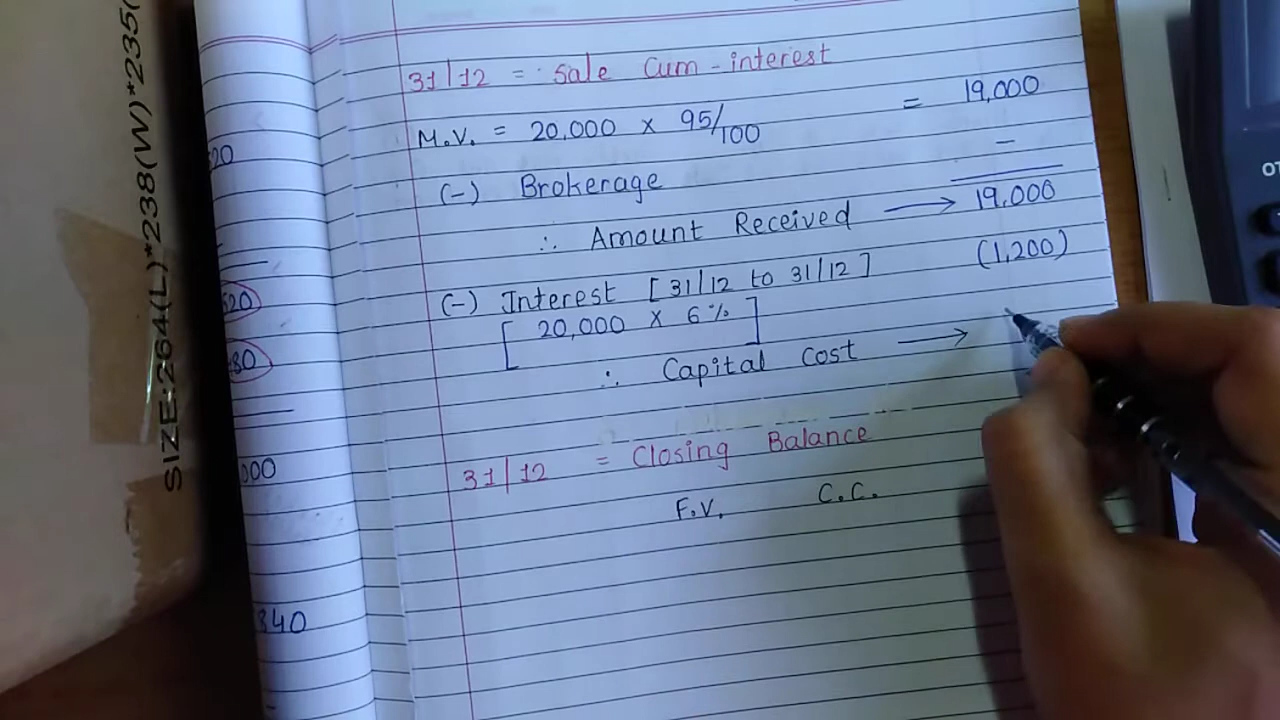 SIZE:264(L)*238(W)*235(
31/12 = Sale Cum-interest
M.V. = 20,000 x 95/100 = 19,000
(-) Brokerage -
∴ Amount Received → 19,000
(-) Interest [31/12 to 31/12] (1,200)
[20,000 x 6%]
∴ Capital Cost →
31/12 = Closing Balance
F.V. C.C.
20
520
80
000
340